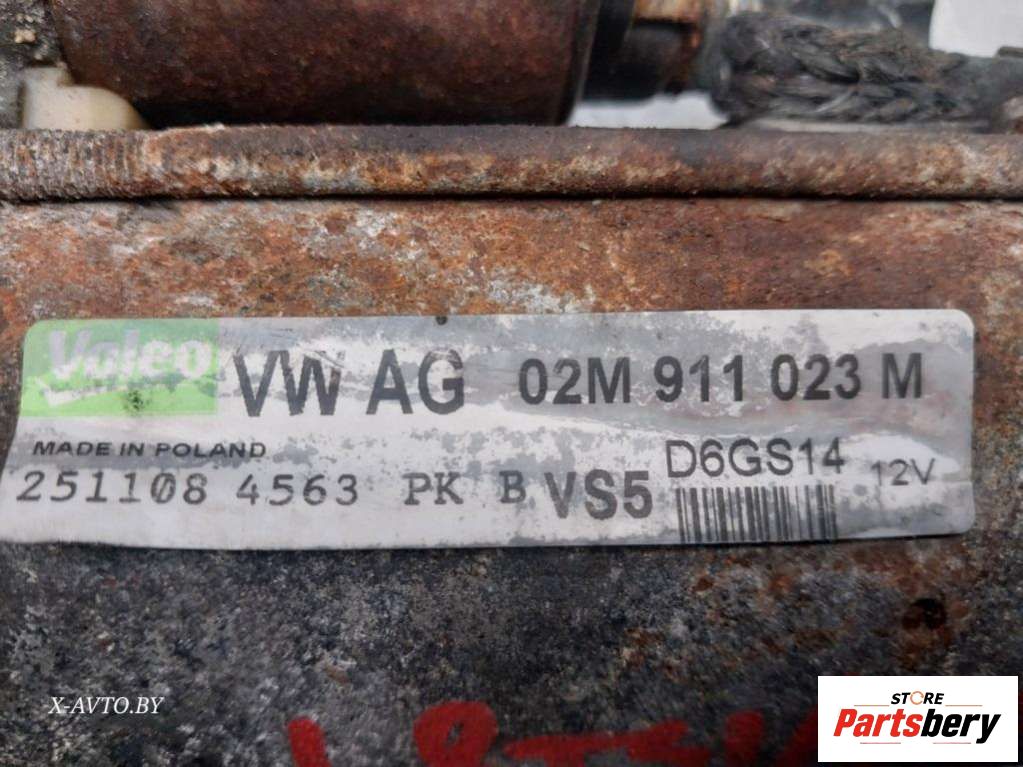 Valeo VW AG 02M 911 023 M
MADE IN POLAND
251108 4563 PK B VS5 D6GS14 12V
X-AVTO.BY
STORE
Partsbery